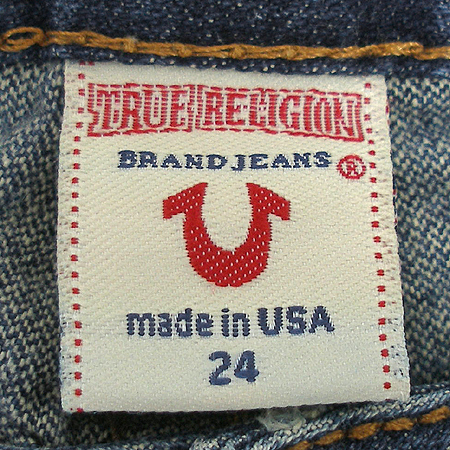 TRUE RELIGION
BRAND JEANS ®
made in USA
24